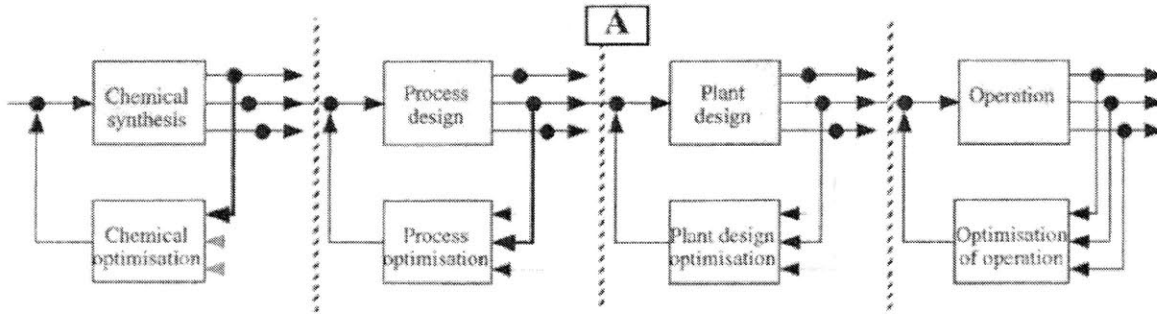 A
Chemical
synthesis
Process
design
Plant
design
Operation
Chemical
optimisation
Process
optimisation
Plant design
optimisation
Optimisation
of operation